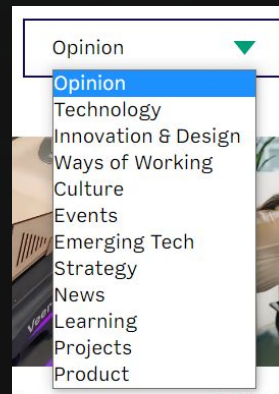 Opinion
Opinion
Technology
Innovation & Design
Ways of Working
Culture
Events
Emerging Tech
Strategy
News
Learning
Projects
Product